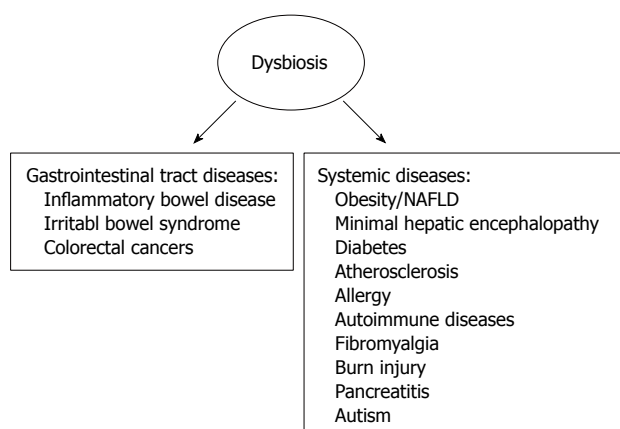 Dysbiosis
Gastrointestinal tract diseases:
Inflammatory bowel disease
Irritabl bowel syndrome
Colorectal cancers
Systemic diseases:
Obesity/NAFLD
Minimal hepatic encephalopathy
Diabetes
Atherosclerosis
Allergy
Autoimmune diseases
Fibromyalgia
Burn injury
Pancreatitis
Autism